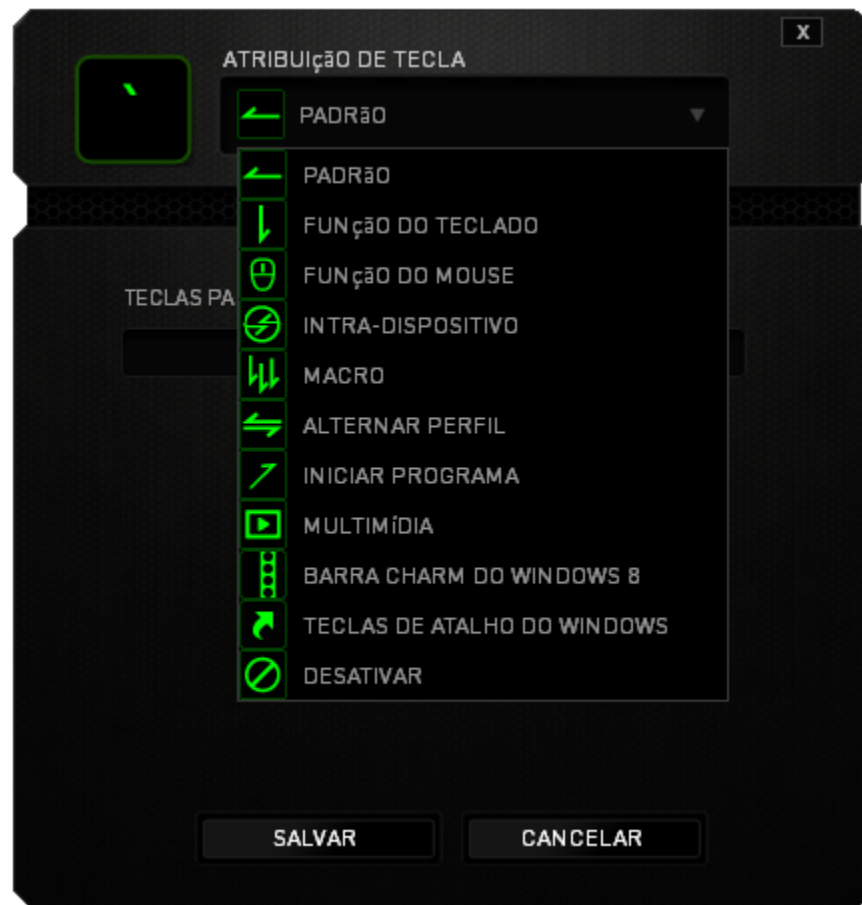 X
ATRIBUIçãO DE TECLA
`
PADRãO
PADRãO
FUNçãO DO TECLADO
FUNçãO DO MOUSE
TECLAS PA
INTRA-DISPOSITIVO
MACRO
ALTERNAR PERFIL
INICIAR PROGRAMA
MULTIMíDIA
BARRA CHARM DO WINDOWS 8
TECLAS DE ATALHO DO WINDOWS
DESATIVAR
SALVAR CANCELAR